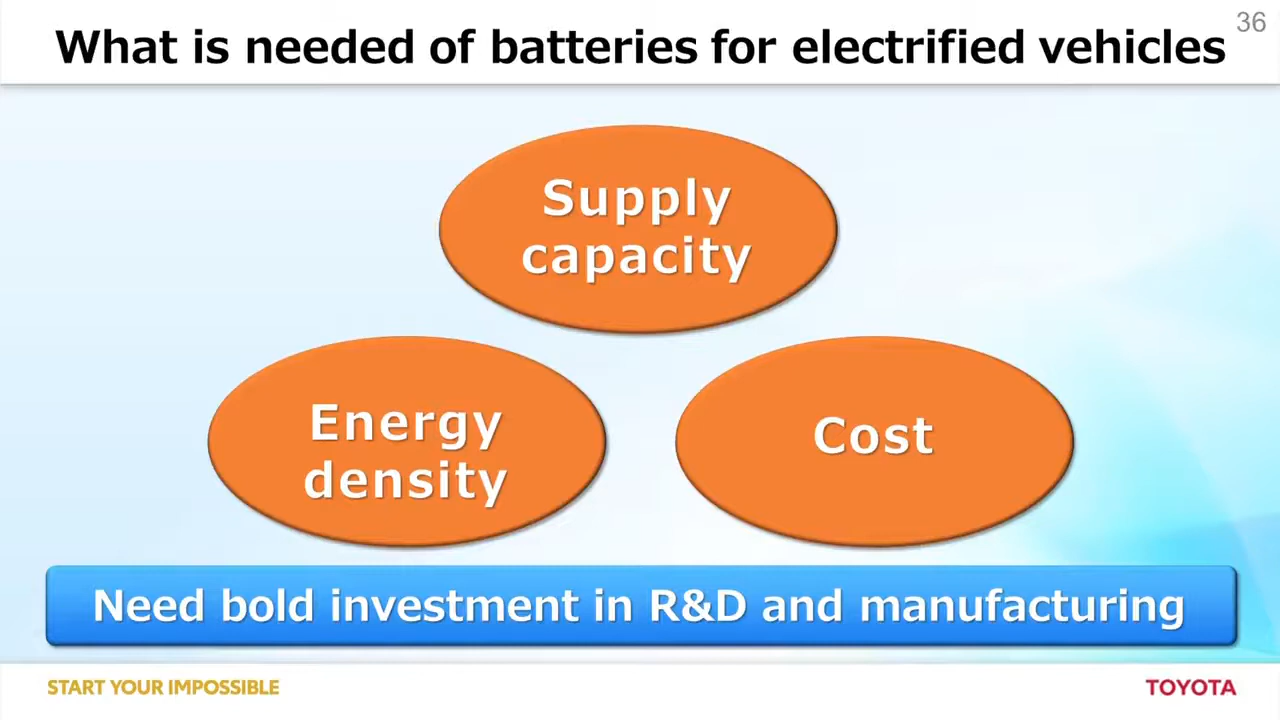 36
What is needed of batteries for electrified vehicles
Supply
capacity
Energy
density
Cost
Need bold investment in R&D and manufacturing
START YOUR IMPOSSIBLE
TOYOTA